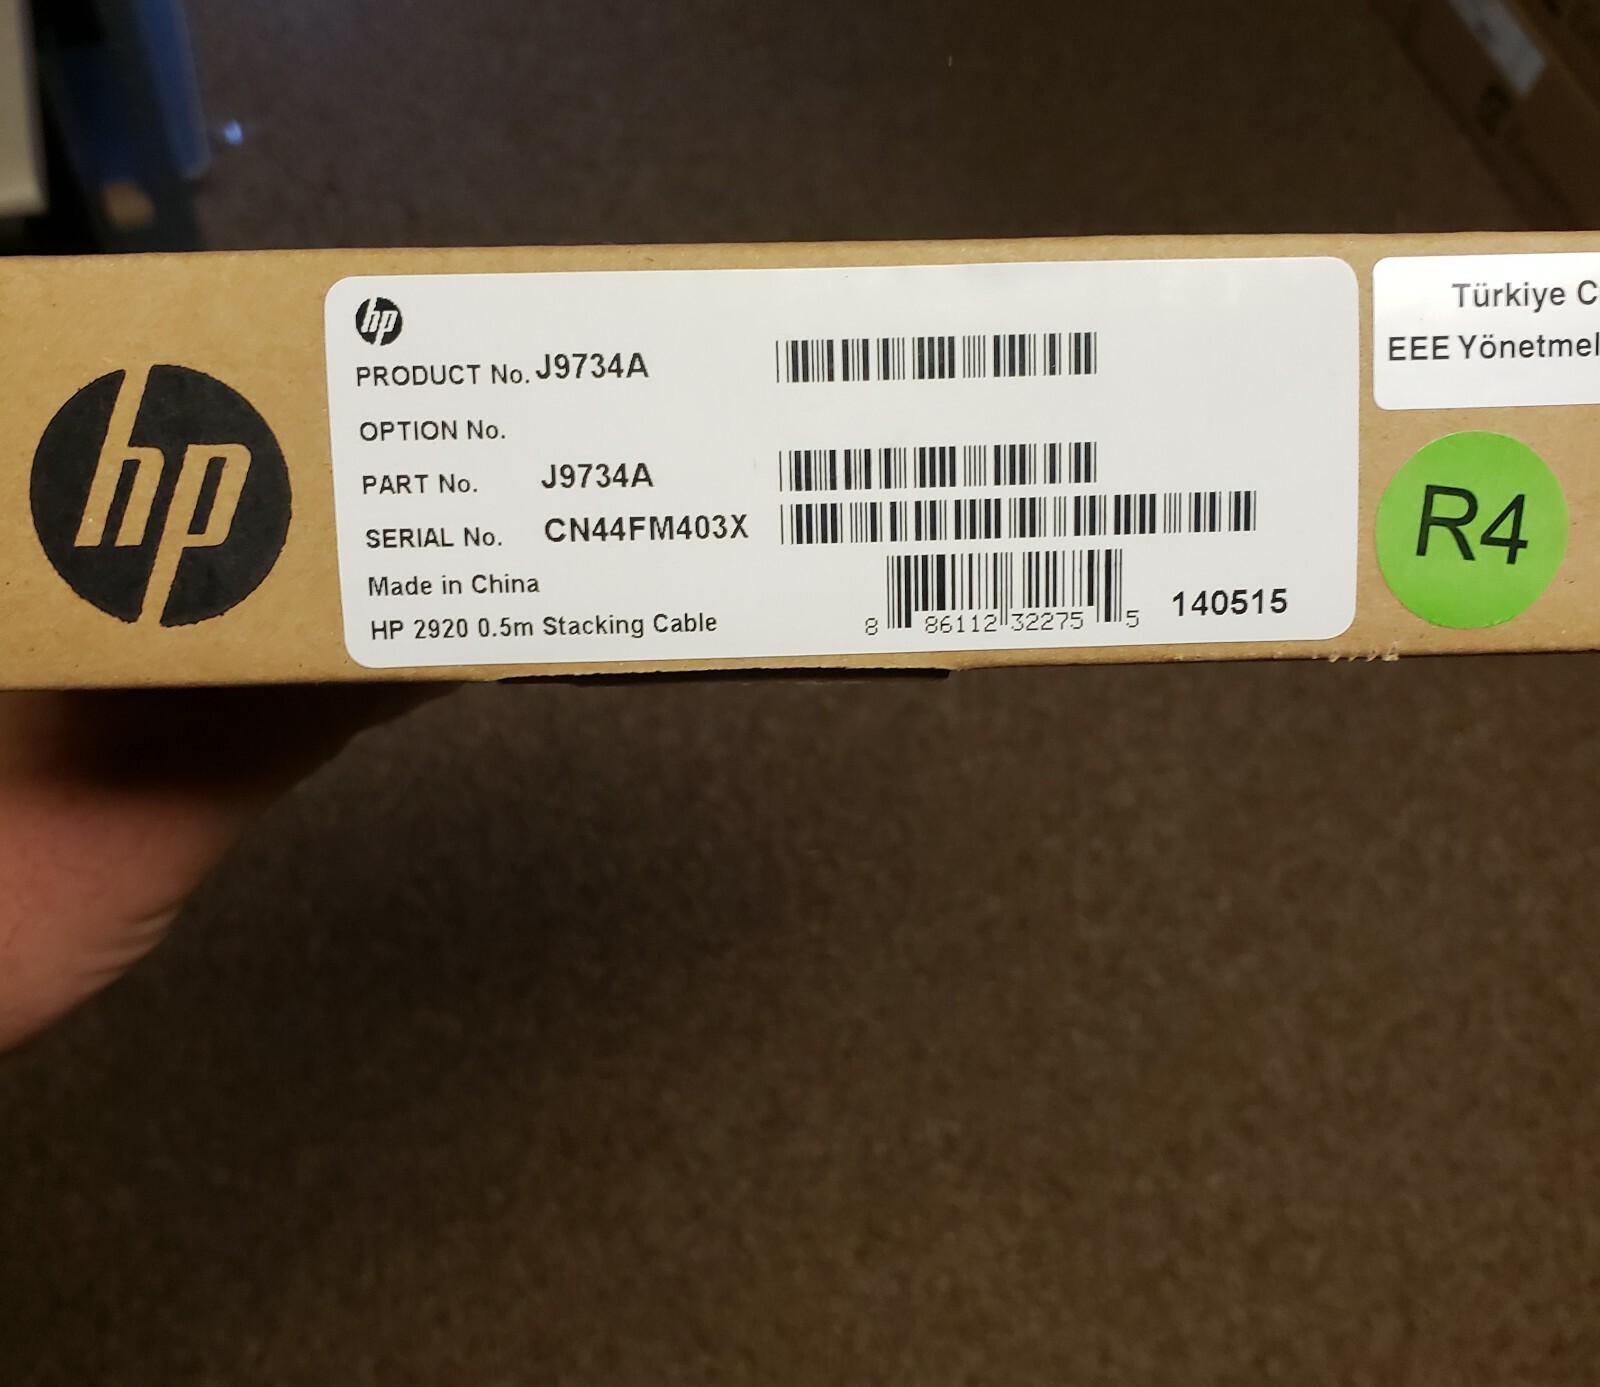 hp
hp
PRODUCT No. J9734A
OPTION No.
PART No. J9734A
SERIAL No. CN44FM403X
Made in China
HP 2920 0.5m Stacking Cable
8 86112 32275 5
140515
Türkiye C
EEE Yönetmel
R4